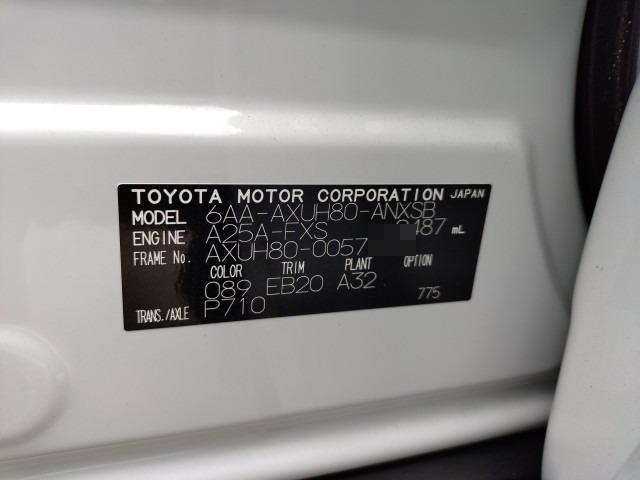 TOYOTA MOTOR CORPORATION JAPAN
MODEL 6AA-AXUH80-ANXSB
ENGINE A25A-FXS 2487 mL
FRAME No. AXUH80-0057
COLOR TRIM PLANT OPTION
089 EB20 A32 775
TRANS./AXLE P710